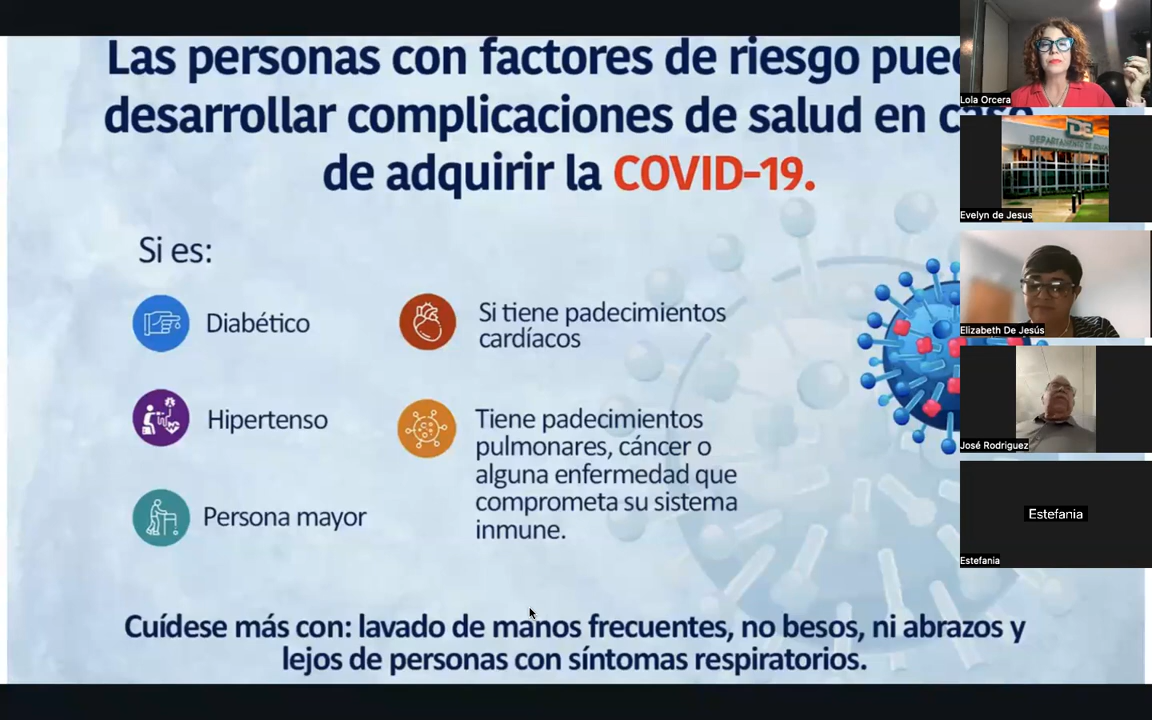 Las personas con factores de riesgo
desarrollar complicaciones de salud en
de adquirir la COVID-19.
Si es:
Diabético
Hipertenso
Persona mayor
Si tiene padecimientos
cardíacos
Tiene padecimientos
pulmonares, cáncer o
alguna enfermedad que
comprometa su sistema
inmune.
Cuídese más con: lavado de manos frecuentes, no besos, ni abrazos y
lejos de personas con síntomas respiratorios.
Lola Orcera
DE
Evelyn de Jesus
Elizabeth De Jesús
José Rodriguez
Estefania
Estefania